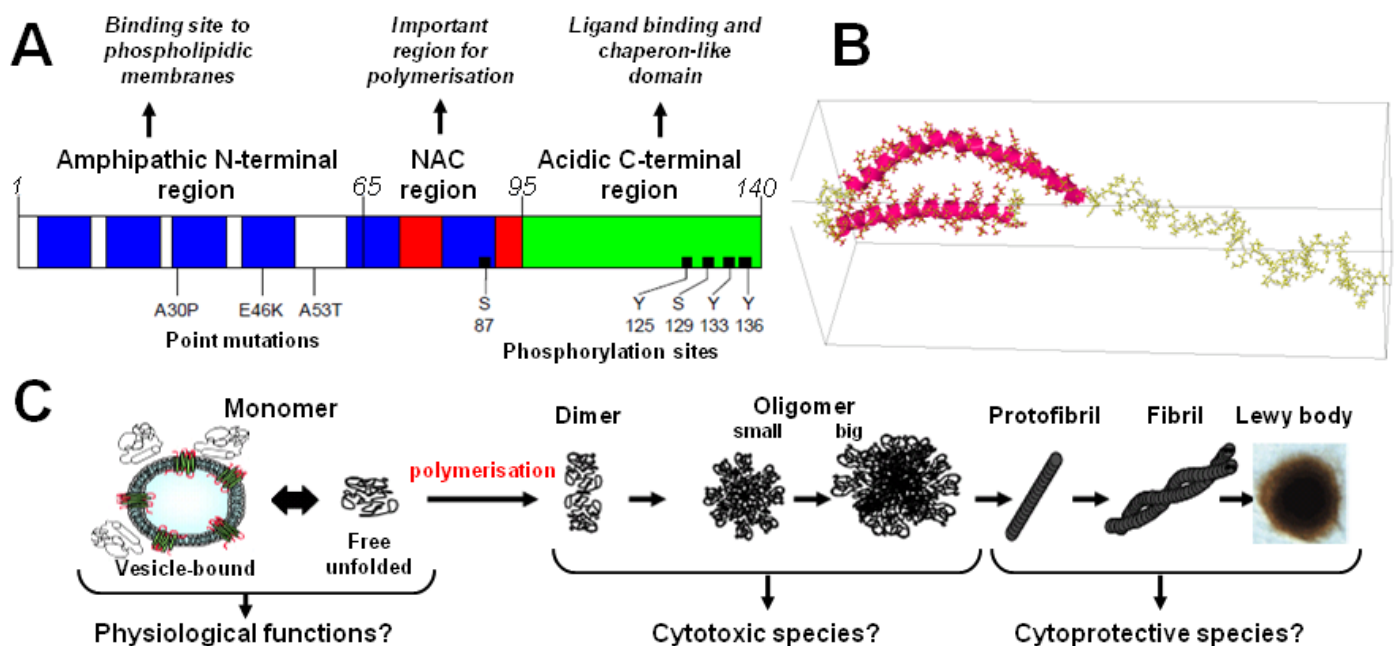 A
Binding site to
phospholipidic
membranes
Important
region for
polymerisation
Ligand binding and
chaperon-like
domain
Amphipathic N-terminal
region
NAC
region
Acidic C-terminal
region
1
65
95
140
A30P
E46K
A53T
S
87
Y
125
S
129
Y
133
Y
136
Point mutations
Phosphorylation sites
B
C
Monomer
Vesicle-bound
Free
unfolded
polymerisation
Dimer
Oligomer
small
big
Protofibril
Fibril
Lewy body
Physiological functions?
Cytotoxic species?
Cytoprotective species?